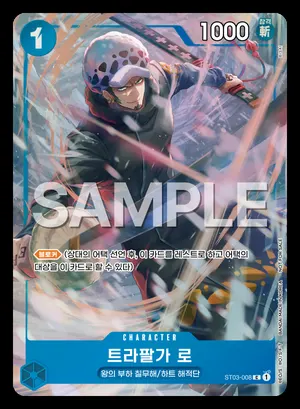 1
1000
참격
斬
SAMPLE
블로커 (상대의 어택 선언 후, 이 카드를 레스트로 하고 어택의
대상을 이 카드로 할 수 있다)
CHARACTER
트라팔가 로
왕의 부하 칠무해/하트 해적단
ST03-008 C 1